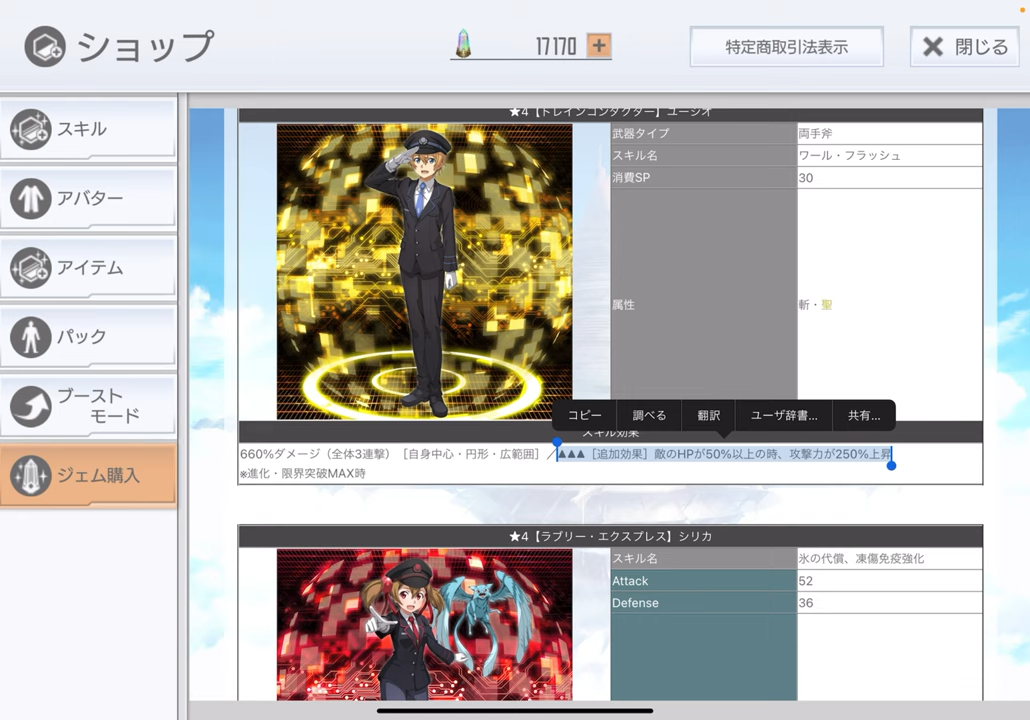 ショップ
17170
特定商取引法表示
閉じる
スキル
アバター
アイテム
パック
ブースト
モード
ジェム購入
★4【トレインコンダクター】ユージオ
武器タイプ
両手斧
スキル名
ワール・フラッシュ
消費SP
30
属性
斬・聖
コピー
調べる
翻訳
ユーザ辞書...
共有...
スキル効果
660%ダメージ（全体3連撃）［自身中心・円形・広範囲］／▲▲▲［追加効果］敵のHPが50%以上の時、攻撃力が250%上昇
※進化・限界突破MAX時
★4【ラブリー・エクスプレス】シリカ
スキル名
氷の代償、凍傷免疫強化
Attack
52
Defense
36